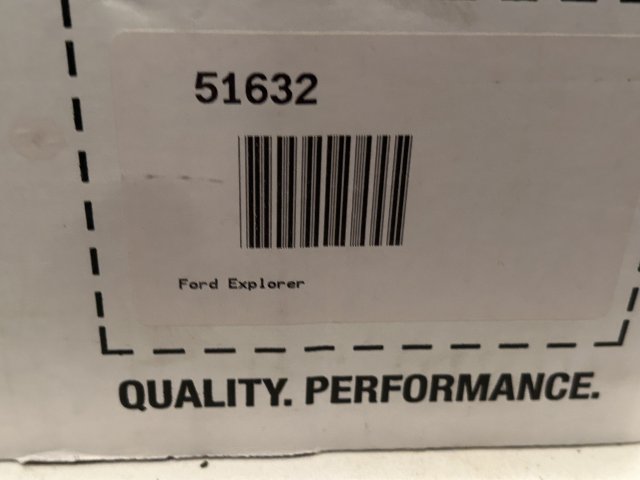 51632
Ford Explorer
QUALITY. PERFORMANCE.